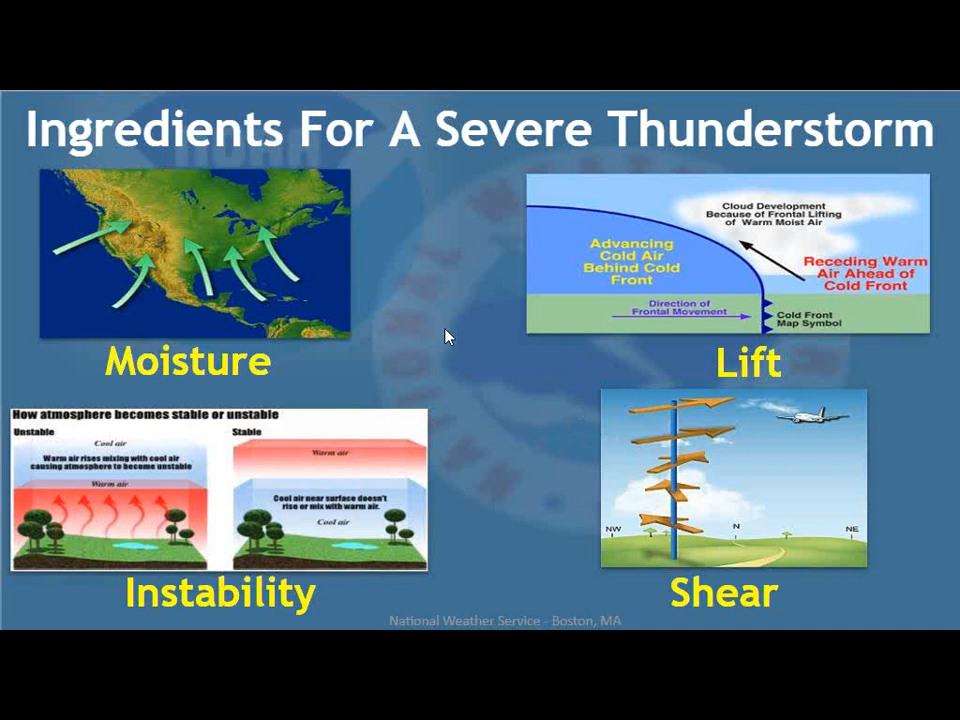 Ingredients For A Severe Thunderstorm
Cloud Development
Because of Frontal Lifting
of Warm Moist Air
Advancing
Cold Air
Behind Cold
Front
Receding Warm
Air Ahead of
Cold Front
Direction of
Frontal Movement
Cold Front
Map Symbol
Moisture
Lift
How atmosphere becomes stable or unstable
Unstable
Cool air
Warm air rises mixing with cool air
causing atmosphere to become unstable
Warm air
Stable
Warm air
Cool air near surface doesn't
rise or mix with warm air.
Cool air
NW
N
NE
Instability
Shear
National Weather Service - Boston, MA